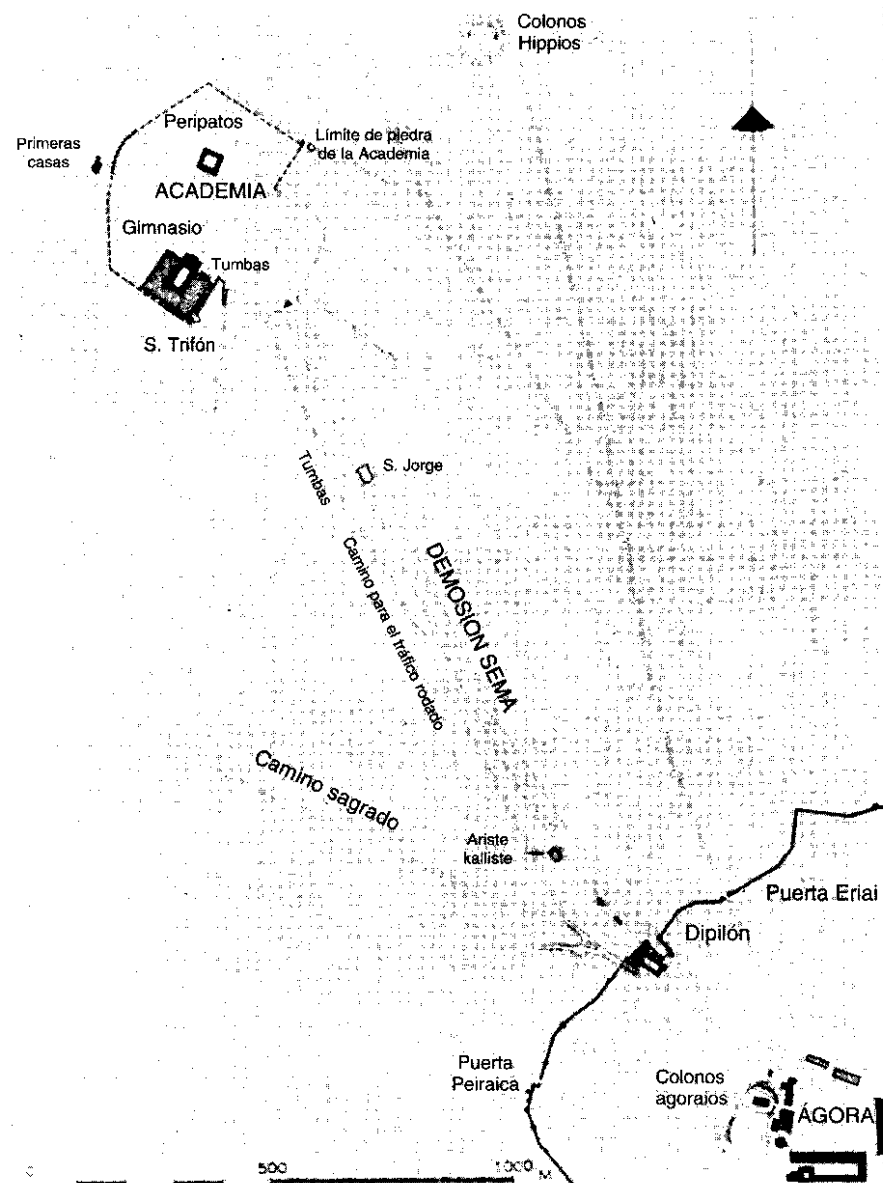 Colonos
Hippios
Peripatos
Límite de piedra
de la Academia
Primeras
casas
ACADEMIA
Gimnasio
Tumbas
S. Trifón
S. Jorge
Tumbas
Camino para el tráfico rodado
DEMOSION SEMA
Camino sagrado
Ariste
kalliste
Puerta Eriai
Dipilón
Puerta
Peiraica
Colonos
agoraios
ÁGORA
0 500 1000 M